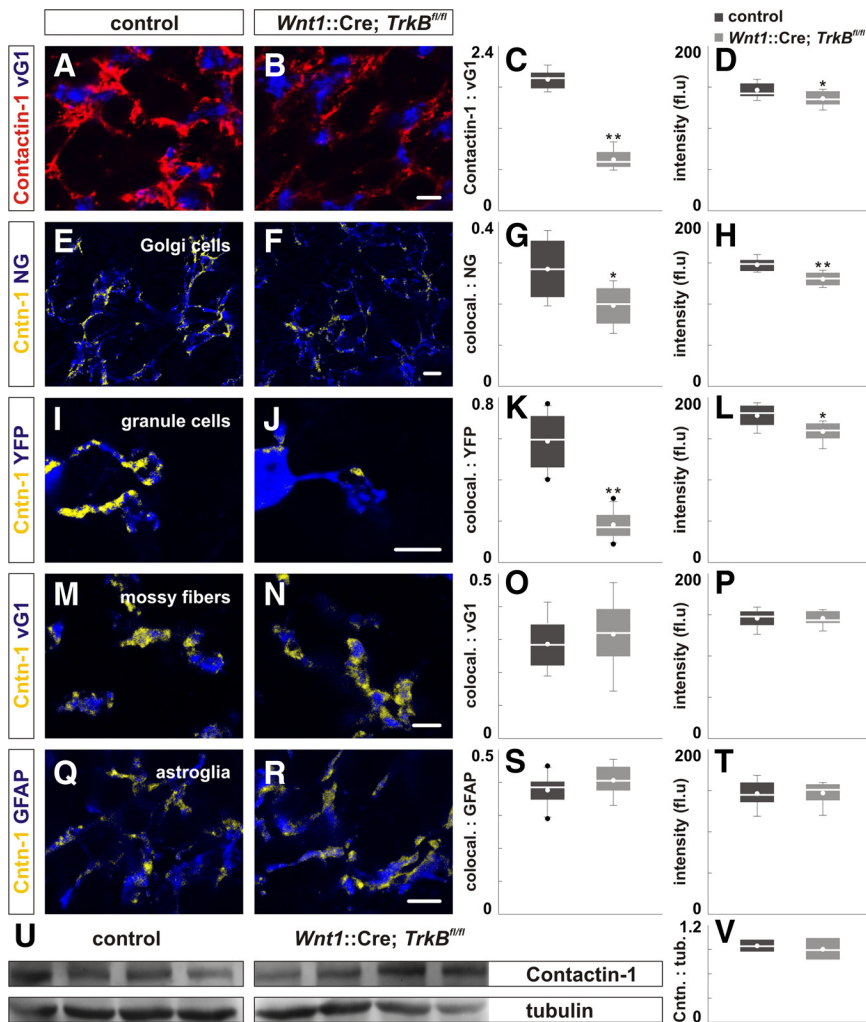 control
Wnt1::Cre; TrkBfl/fl
control
Wnt1::Cre; TrkBfl/fl
Contactin-1 vG1
A
B
C
Contactin-1 : vG1
2.4
0
**
D
intensity (fl.u)
200
0
*
Cntn-1 NG
E
Golgi cells
F
G
colocal. : NG
0.4
0
*
H
intensity (fl.u)
200
0
**
Cntn-1 YFP
I
granule cells
J
K
colocal. : YFP
0.8
0
**
L
intensity (fl.u)
200
0
*
Cntn-1 vG1
M
mossy fibers
N
O
colocal. : vG1
0.5
0
P
intensity (fl.u)
200
0
Cntn-1 GFAP
Q
astroglia
R
S
colocal. : GFAP
0.5
0
T
intensity (fl.u)
200
0
U
control
Wnt1::Cre; TrkBfl/fl
Contactin-1
tubulin
V
Cntn. : tub.
1.2
0